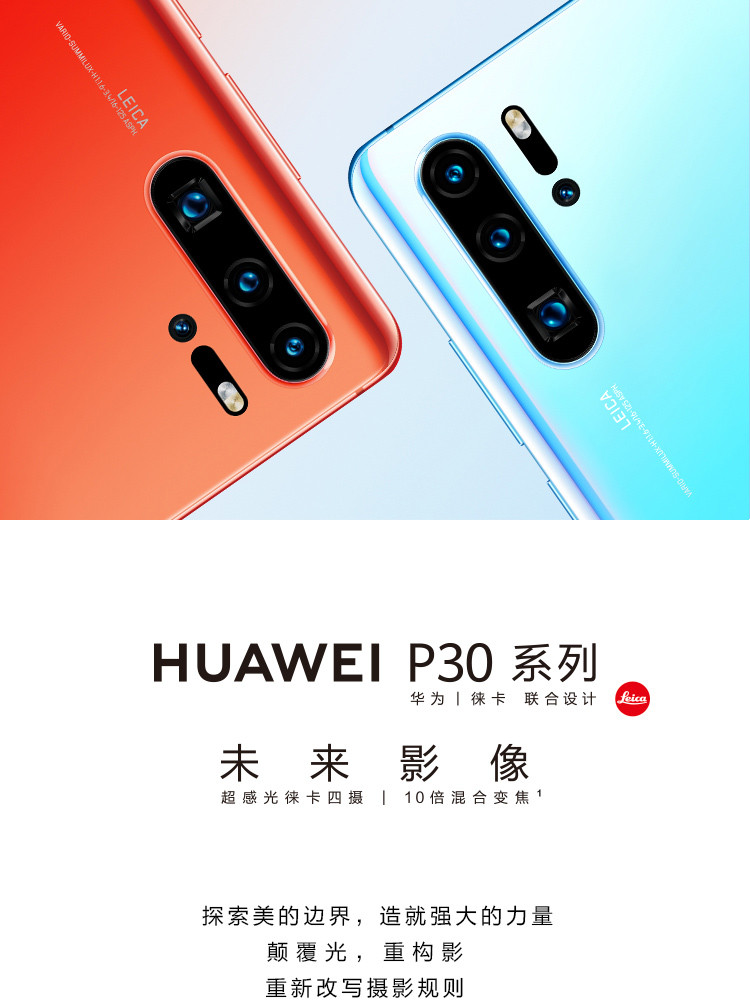 LEICA
VARIO-SUMMILUX-H 1:1.6-3.4/16-125 ASPH.
LEICA
VARIO-SUMMILUX-H 1:1.6-3.4/16-125 ASPH.
HUAWEI P30 系列
华为 | 徕卡 联合设计
Leica
未来影像
超感光徕卡四摄 | 10倍混合变焦¹
探索美的边界，造就强大的力量
颠覆光，重构影
重新改写摄影规则